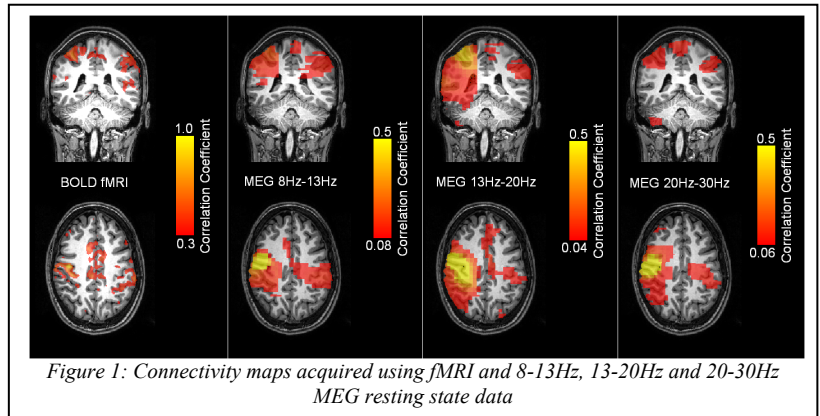 1.0
Correlation Coefficient
0.3
BOLD fMRI
0.5
Correlation Coefficient
0.08
MEG 8Hz-13Hz
0.5
Correlation Coefficient
0.04
MEG 13Hz-20Hz
0.5
Correlation Coefficient
0.06
MEG 20Hz-30Hz
Figure 1: Connectivity maps acquired using fMRI and 8-13Hz, 13-20Hz and 20-30Hz
MEG resting state data